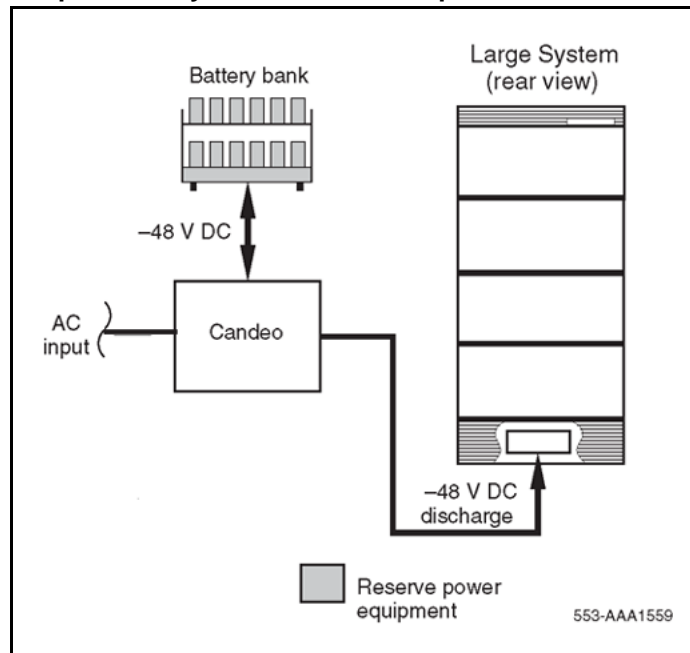 Battery bank
Large System
(rear view)
–48 V DC
AC
input
Candeo
–48 V DC
discharge
Reserve power
equipment
553-AAA1559